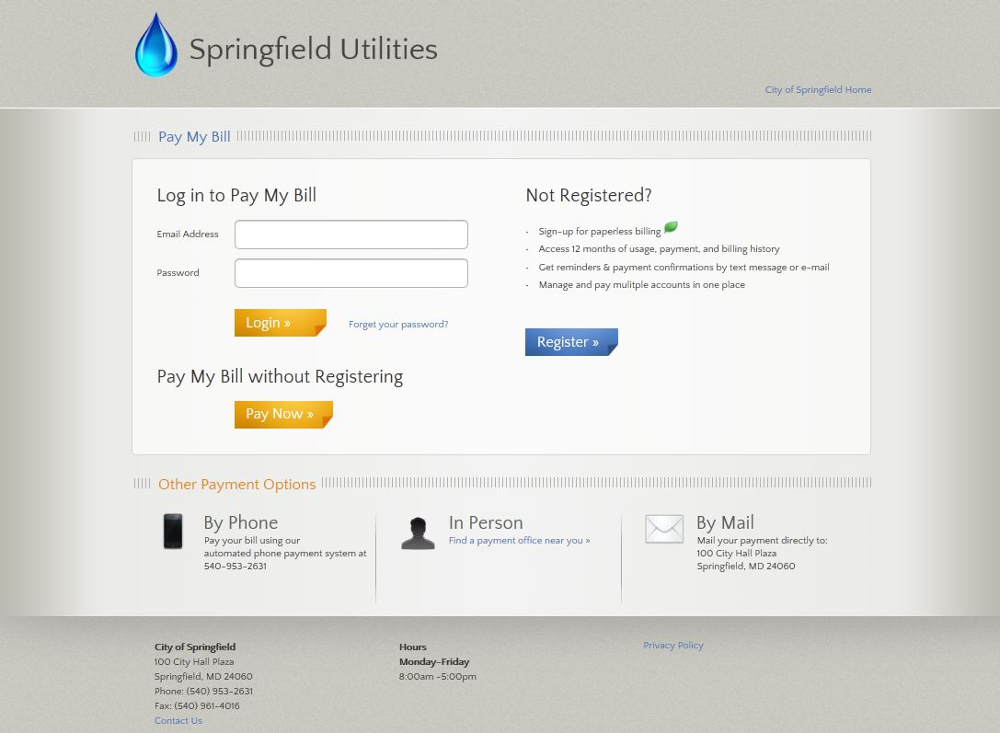 Springfield Utilities
City of Springfield Home
Pay My Bill
Log in to Pay My Bill
Email Address
Password
Login »
Forget your password?
Pay My Bill without Registering
Pay Now »
Not Registered?
· Sign-up for paperless billing
· Access 12 months of usage, payment, and billing history
· Get reminders & payment confirmations by text message or e-mail
· Manage and pay mulitple accounts in one place
Register »
Other Payment Options
By Phone
Pay your bill using our
automated phone payment system at
540-953-2631
In Person
Find a payment office near you »
By Mail
Mail your payment directly to:
100 City Hall Plaza
Springfield, MD 24060
City of Springfield
100 City Hall Plaza
Springfield, MD 24060
Phone: (540) 953-2631
Fax: (540) 961-4016
Contact Us
Hours
Monday-Friday
8:00am -5:00pm
Privacy Policy